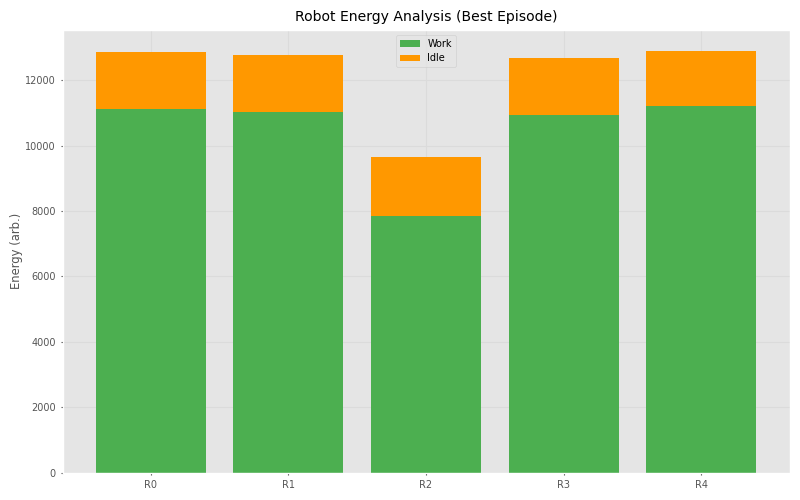 Robot Energy Analysis (Best Episode)
Work
Idle
Energy (arb.)
12000
10000
8000
6000
4000
2000
0
R0 R1 R2 R3 R4